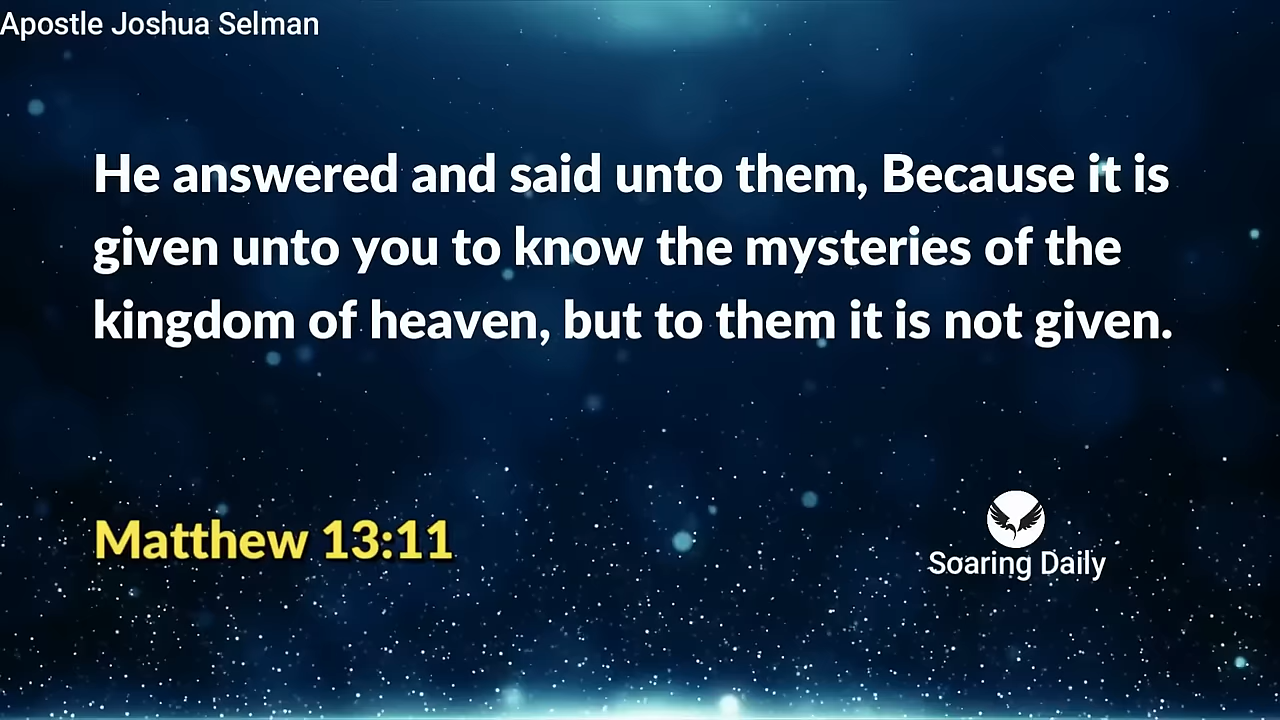 Apostle Joshua Selman
He answered and said unto them, Because it is
given unto you to know the mysteries of the
kingdom of heaven, but to them it is not given.
Matthew 13:11
Soaring Daily